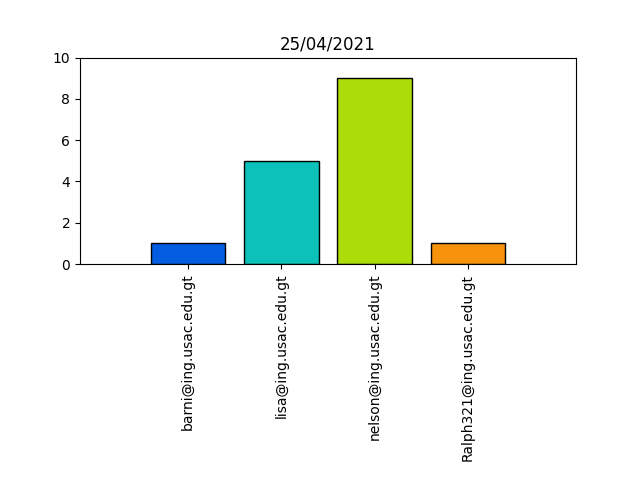 25/04/2021
10
8
6
4
2
0
barni@ing.usac.edu.gt
lisa@ing.usac.edu.gt
nelson@ing.usac.edu.gt
Ralph321@ing.usac.edu.gt